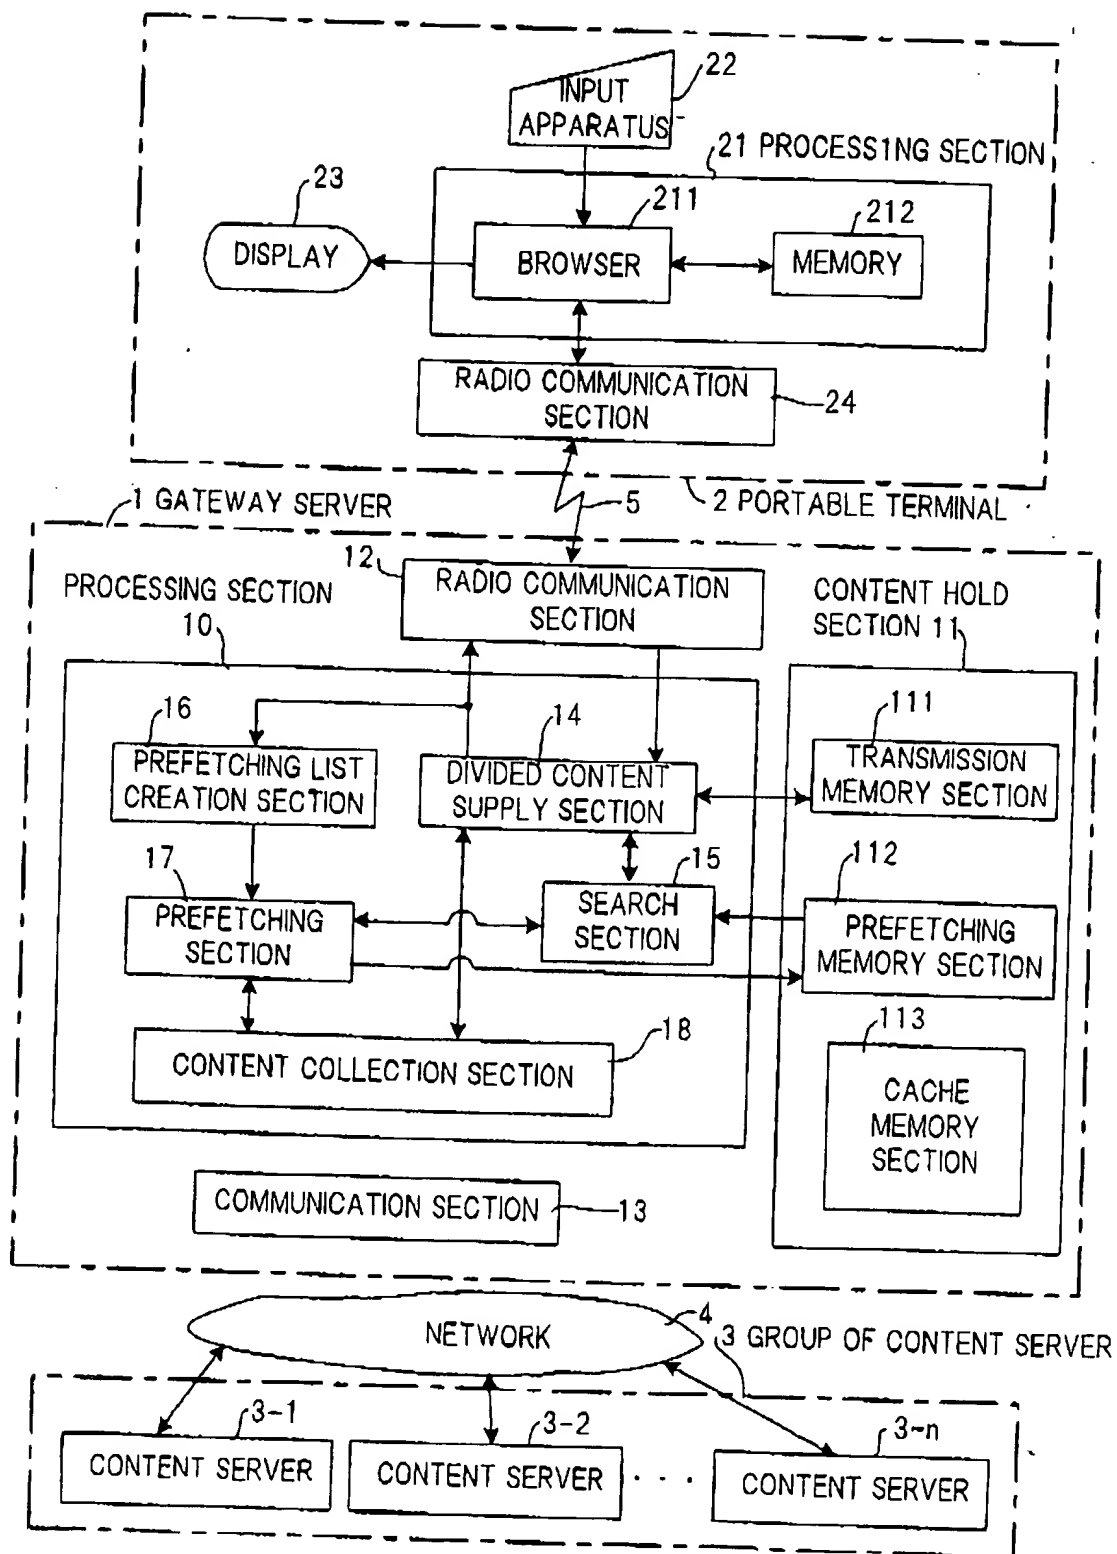 INPUT
APPARATUS
22
21 PROCESS1NG SECTION
23
211
212
DISPLAY
BROWSER
MEMORY
RADIO COMMUNICATION
SECTION
24
5
2 PORTABLE TERMINAL
1 GATEWAY SERVER
12
RADIO COMMUNICATION
SECTION
PROCESSING SECTION
10
CONTENT HOLD
SECTION 11
16
14
111
PREFETCHING LIST
CREATION SECTION
DIVIDED CONTENT
SUPPLY SECTION
TRANSMISSION
MEMORY SECTION
17
15
112
PREFETCHING
SECTION
SEARCH
SECTION
PREFETCHING
MEMORY SECTION
18
113
CONTENT COLLECTION SECTION
CACHE
MEMORY
SECTION
COMMUNICATION SECTION
13
NETWORK
4
3 GROUP OF CONTENT SERVER
3-1
3-2
3-n
CONTENT SERVER
CONTENT SERVER
· · ·
CONTENT SERVER